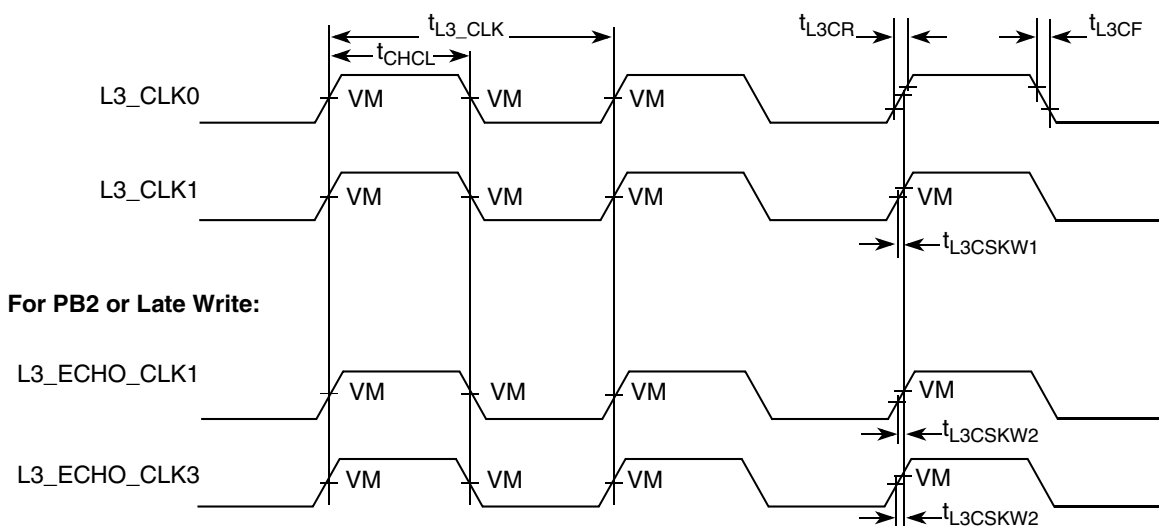 tL3_CLK
tCHCL
tL3CR
tL3CF
L3_CLK0
VM
VM
VM
L3_CLK1
VM
VM
VM
VM
tL3CSKW1
For PB2 or Late Write:
L3_ECHO_CLK1
VM
VM
VM
VM
tL3CSKW2
L3_ECHO_CLK3
VM
VM
VM
VM
tL3CSKW2